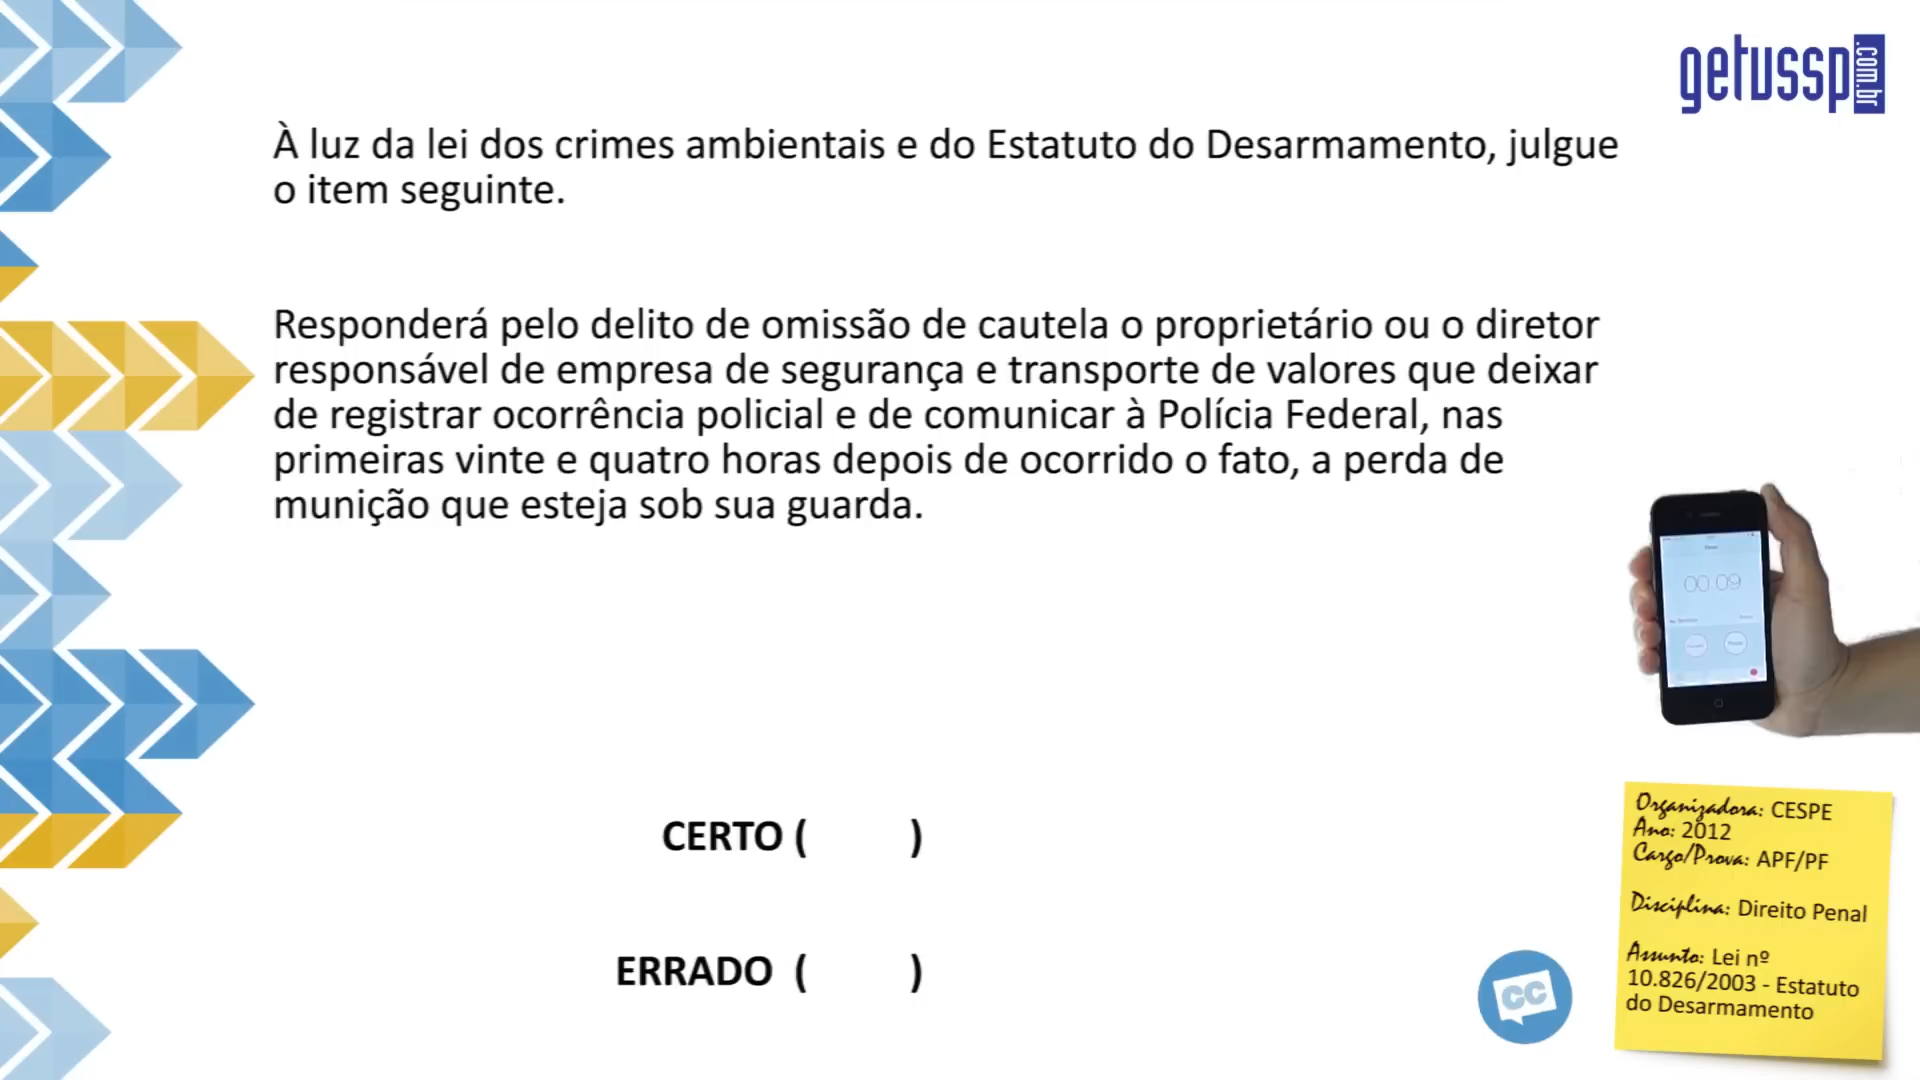 getussp.com.br
À luz da lei dos crimes ambientais e do Estatuto do Desarmamento, julgue
o item seguinte.
Responderá pelo delito de omissão de cautela o proprietário ou o diretor
responsável de empresa de segurança e transporte de valores que deixar
de registrar ocorrência policial e de comunicar à Polícia Federal, nas
primeiras vinte e quatro horas depois de ocorrido o fato, a perda de
munição que esteja sob sua guarda.
00 09
CERTO ( )
ERRADO ( )
CC
Organizadora: CESPE
Ano: 2012
Cargo/Prova: APF/PF
Disciplina: Direito Penal
Assunto: Lei nº
10.826/2003 - Estatuto
do Desarmamento